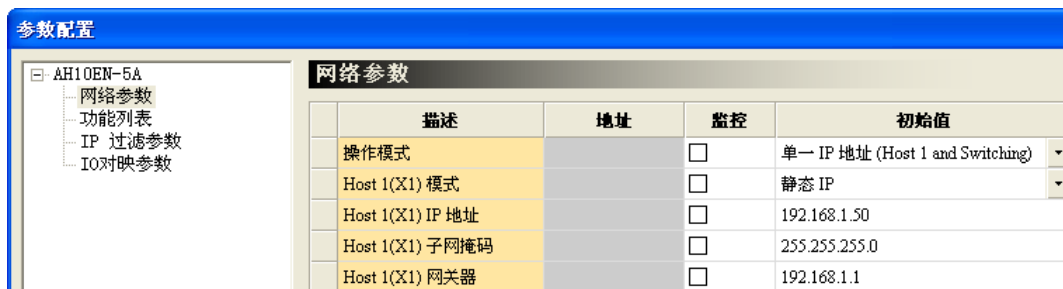 参数配置
AH10EN-5A
网络参数
功能列表
IP 过滤参数
IO对映参数
网络参数
描述 地址 监控 初始值
操作模式 单一 IP 地址 (Host 1 and Switching)
Host 1(X1) 模式 静态 IP
Host 1(X1) IP 地址 192.168.1.50
Host 1(X1) 子网掩码 255.255.255.0
Host 1(X1) 网关器 192.168.1.1